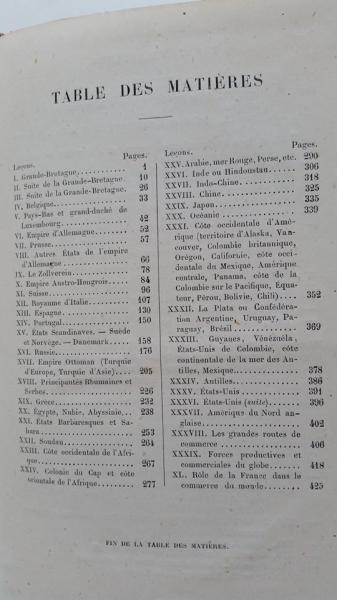 TABLE DES MATIÈRES
Leçons. Pages.
I. Grande-Bretagne 1
II. Suite de la Grande-Bretagne. 10
III. Suite de la Grande-Bretagne. 26
IV. Belgique 33
V. Pays-Bas et grand-duché de
Luxembourg 42
VI. Empire d'Allemagne 52
VII. Prusse 57
VIII. Autres États de l'empire
d'Allemagne 66
IX. Le Zollverein 78
X. Empire Austro-Hongrois 84
XI. Suisse 96
XII. Royaume d'Italie 107
XIII. Espagne 130
XIV. Portugal 150
XV. États Scandinaves. — Suède
et Norvège. — Danemark 158
XVI. Russie 176
XVII. Empire Ottoman (Turquie
d'Europe, Turquie d'Asie) 205
XVIII. Principautés Rhumaines et
Serbes 226
XIX. Grèce 232
XX. Égypte, Nubie, Abyssinie 238
XXI. États Barbaresques et Sa-
hara 253
XXII. Soudan 264
XXIII. Côte occidentale de l'Afri-
que 267
XXIV. Colonie du Cap et côte
orientale de l'Afrique 277
Leçons. Pages.
XXV. Arabie, mer Rouge, Perse, etc. 290
XXVI. Inde ou Hindoustan 306
XXVII. Indo-Chine 318
XXVIII. Chine 325
XXIX. Japon 335
XXX. Océanie 339
XXXI. Côte occidentale d'Amé-
rique (territoire d'Alaska, Van-
couver, Colombie britannique,
Orégon, Californie, côte occi-
dentale du Mexique, Amérique
centrale, Panama, côte de la
Colombie sur le Pacifique, Équa-
teur, Pérou, Bolivie, Chili) 352
XXXII. La Plata ou Confédéra-
tion Argentine, Uruguay, Pa-
raguay, Brésil 369
XXXIII. Guyanes, Vénézuéla,
États-Unis de Colombie, côte
continentale de la mer des An-
tilles, Mexique 378
XXXIV. Antilles 386
XXXV. États-Unis 391
XXXVI. États-Unis (suite) 396
XXXVII. Amérique du Nord an-
glaise 402
XXXVIII. Les grandes routes de
commerce 406
XXXIX. Forces productives et
commerciales du globe 418
XL. Rôle de la France dans le
commerce du monde 425
FIN DE LA TABLE DES MATIÈRES.